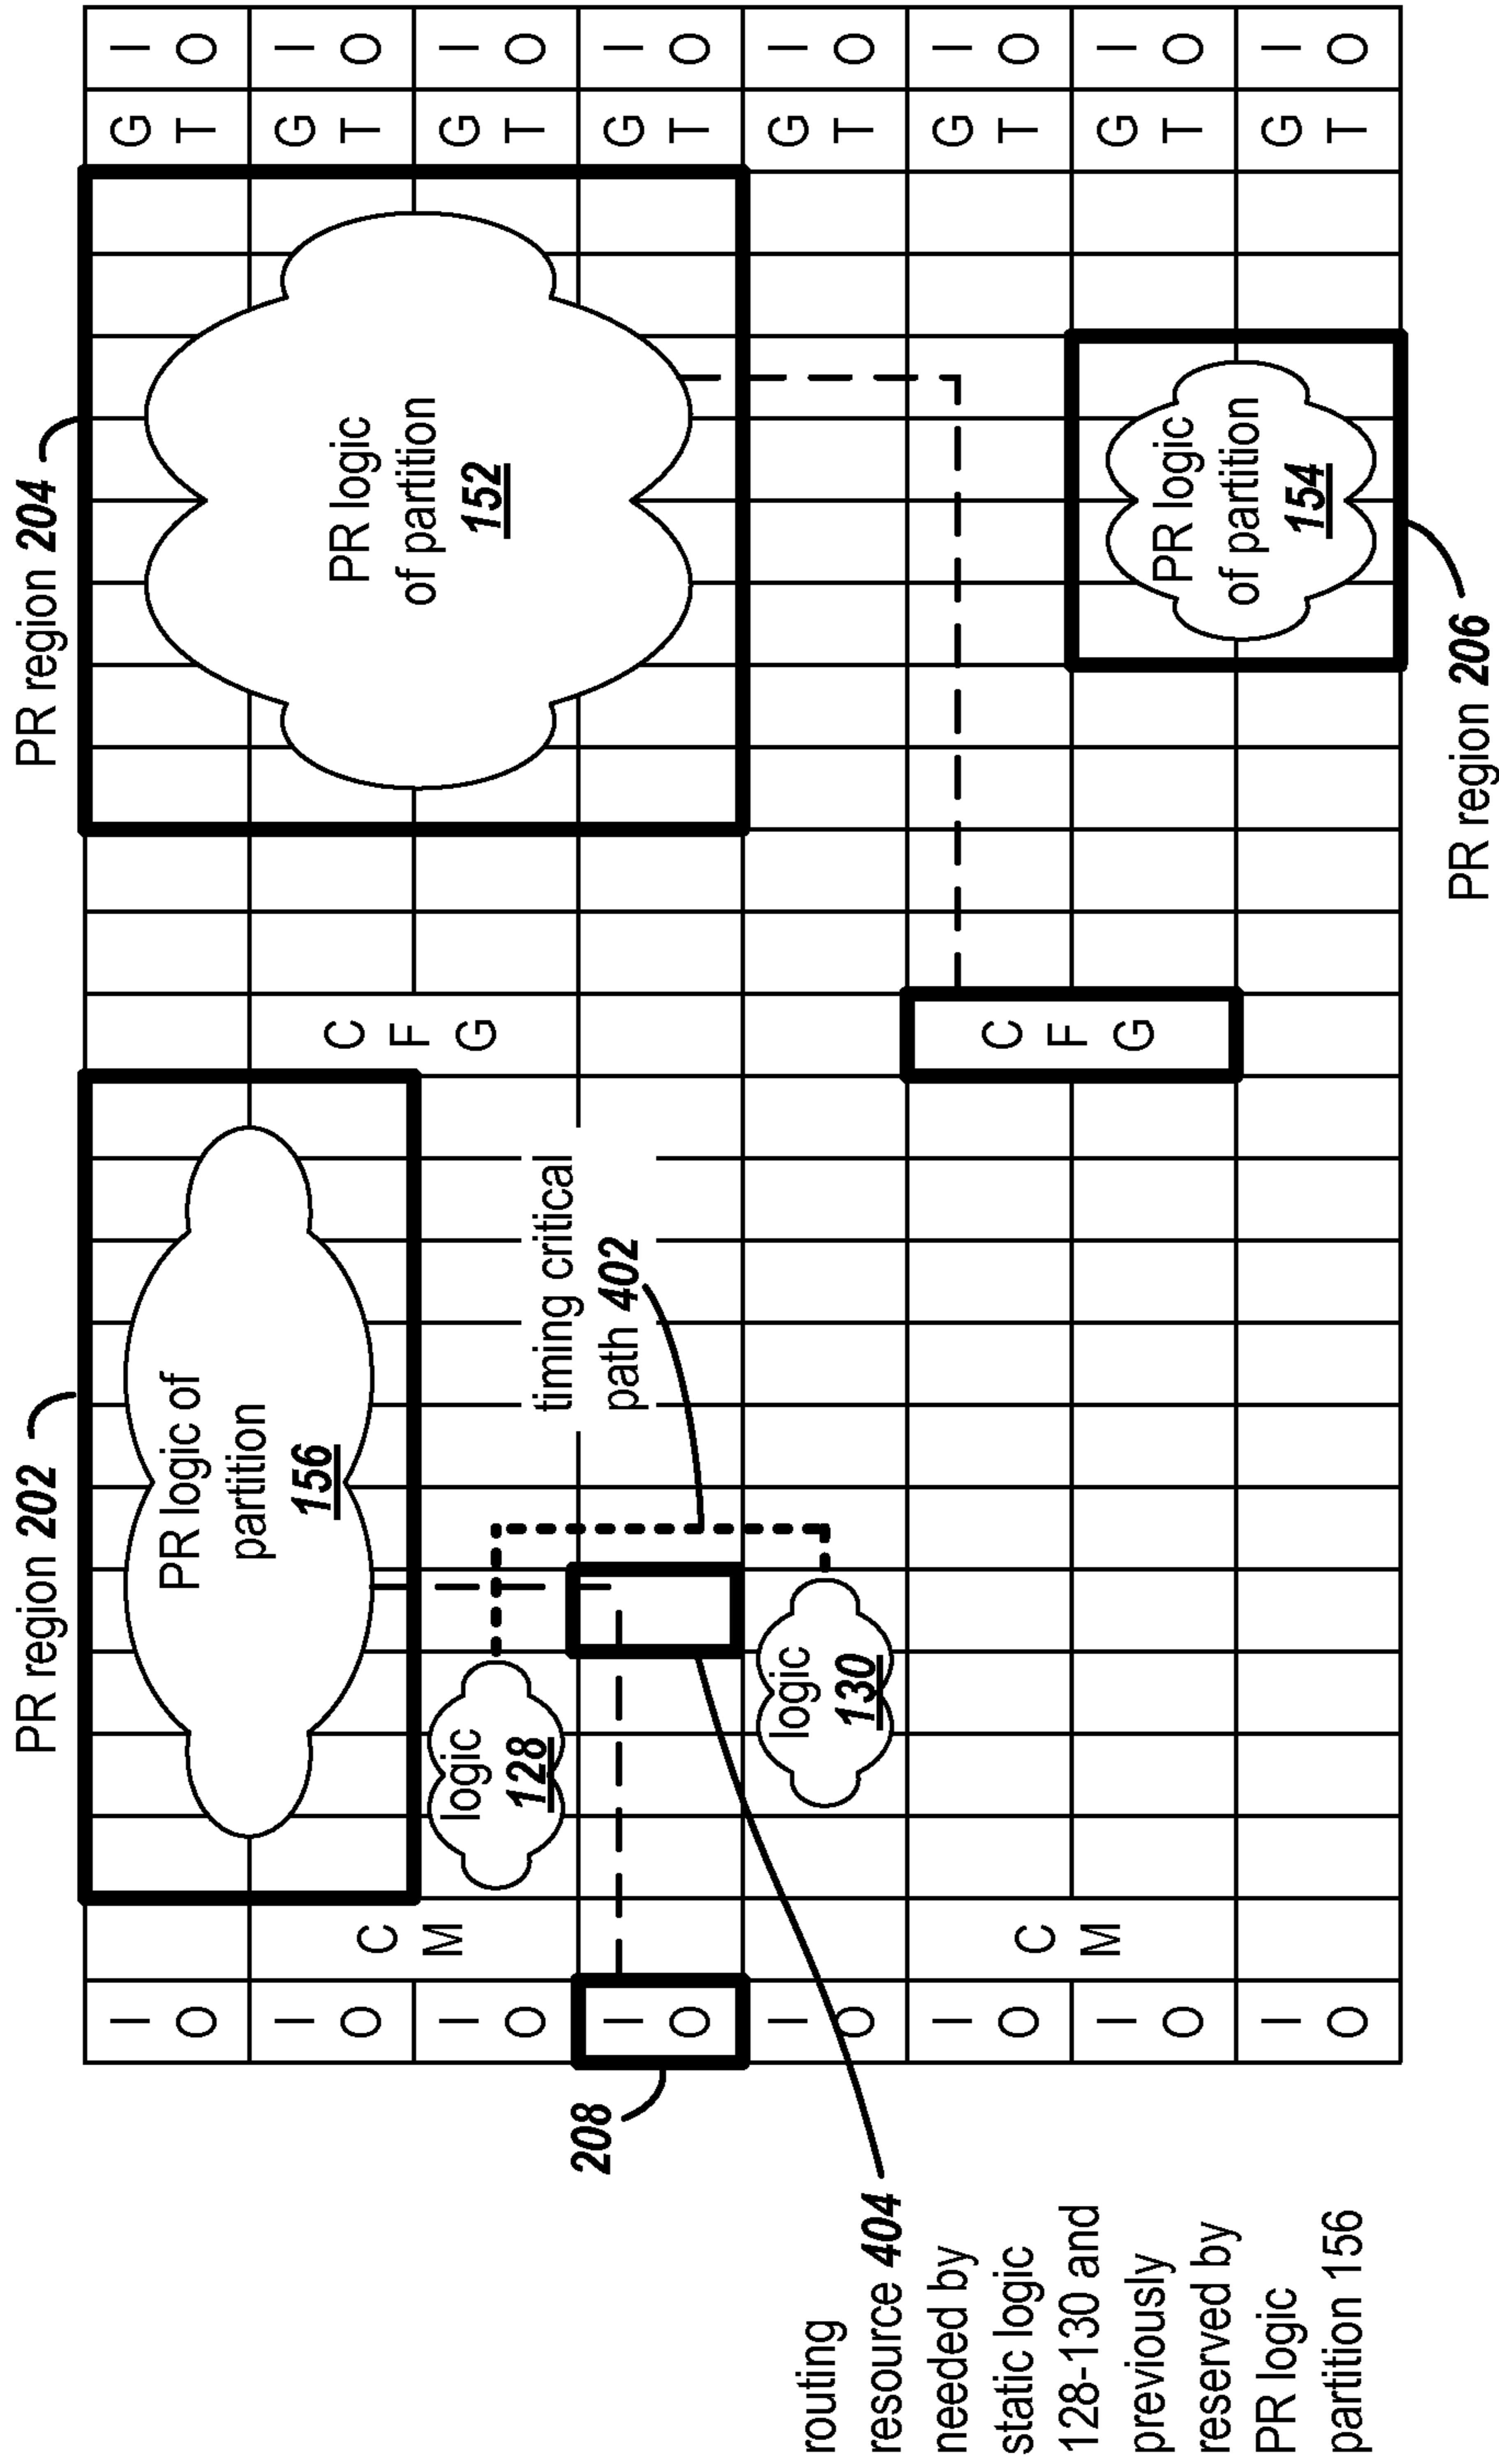 PR region 202
PR region 204
I
O
I
O
I
O
I
O
I
O
I
O
I
O
I
O
208
C
M
C
M
PR logic of
partition
156
logic
128
timing critical
path 402
logic
130
C
F
G
C
F
G
PR logic
of partition
152
PR logic
of partition
154
G
T
G
T
G
T
G
T
G
T
G
T
G
T
G
T
I
O
I
O
I
O
I
O
I
O
I
O
I
O
I
O
routing
resource 404
needed by
static logic
128-130 and
previously
reserved by
PR logic
partition 156
PR region 206